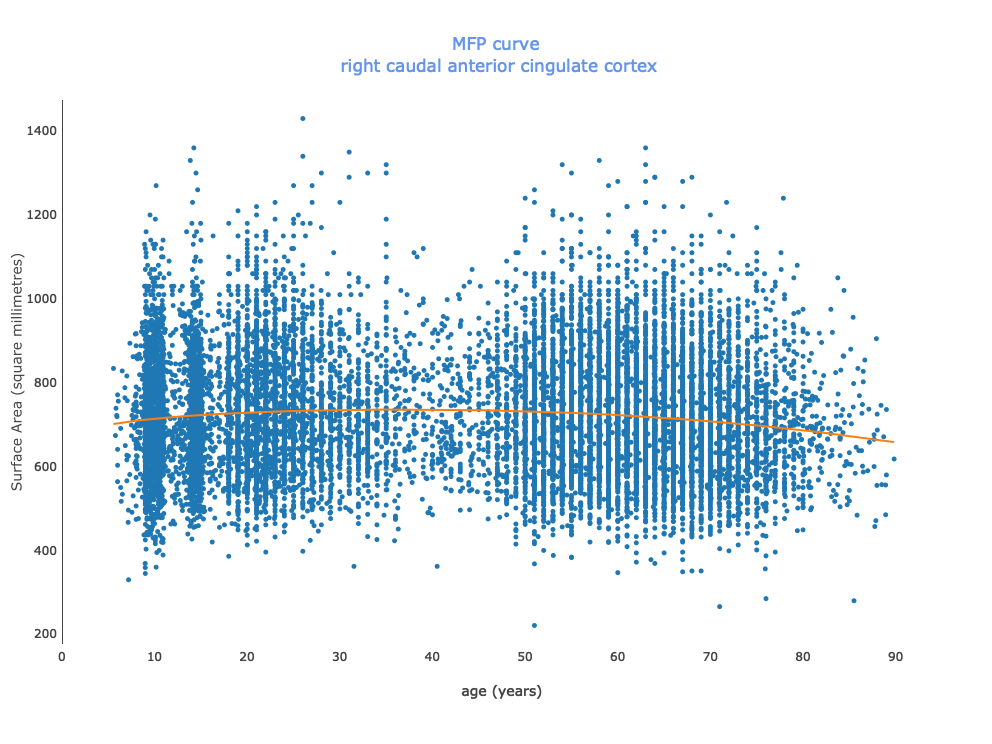 MFP curve
right caudal anterior cingulate cortex
Surface Area (square millimetres)
1400
1200
1000
800
600
400
200
0 10 20 30 40 50 60 70 80 90
age (years)